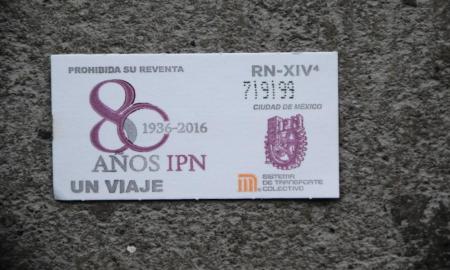 PROHIBIDA SU REVENTA
RN-XIV⁴
719199
CIUDAD DE MÉXICO
80
1936-2016
AÑOS IPN
UN VIAJE
SISTEMA
DE TRANSPORTE
COLECTIVO